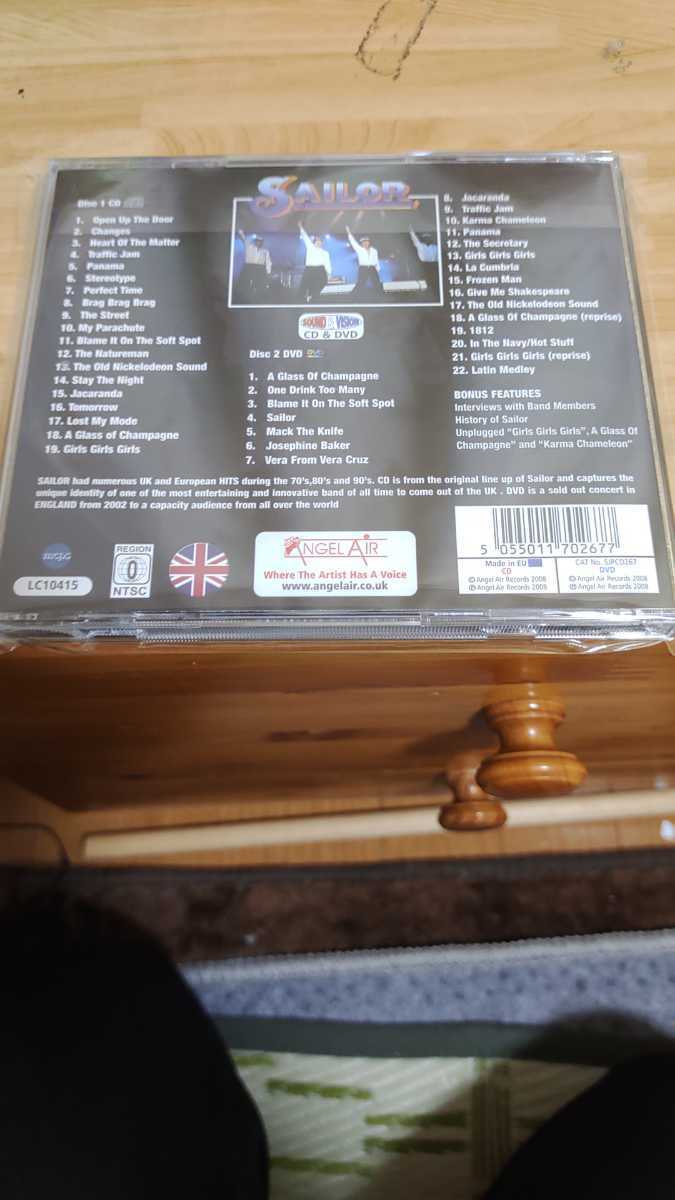 Disc 1 CD
1. Open Up The Door
2. Changes
3. Heart Of The Matter
4. Traffic Jam
5. Panama
6. Stereotype
7. Perfect Time
8. Brag Brag Brag
9. The Street
10. My Parachute
11. Blame It On The Soft Spot
12. The Natureman
13. The Old Nickelodeon Sound
14. Stay The Night
15. Jacaranda
16. Tomorrow
17. Lost My Mode
18. A Glass of Champagne
19. Girls Girls Girls
SAILOR
SOUND & VISION
CD & DVD
Disc 2 DVD
1. A Glass Of Champagne
2. One Drink Too Many
3. Blame It On The Soft Spot
4. Sailor
5. Mack The Knife
6. Josephine Baker
7. Vera From Vera Cruz
8. Jacaranda
9. Traffic Jam
10. Karma Chameleon
11. Panama
12. The Secretary
13. Girls Girls Girls
14. La Cumbria
15. Frozen Man
16. Give Me Shakespeare
17. The Old Nickelodeon Sound
18. A Glass Of Champagne (reprise)
19. 1812
20. In The Navy/Hot Stuff
21. Girls Girls Girls (reprise)
22. Latin Medley
BONUS FEATURES
Interviews with Band Members
History of Sailor
Unplugged "Girls Girls Girls", A Glass Of
Champagne" and "Karma Chameleon"
SAILOR had numerous UK and European HITS during the 70's,80's and 90's. CD is from the original line up of Sailor and captures the
unique identity of one of the most entertaining and innovative band of all time to come out of the UK . DVD is a sold out concert in
ENGLAND from 2002 to a capacity audience from all over the world
mcps
LC10415
REGION
0
NTSC
ANGEL AIR
Where The Artist Has A Voice
www.angelair.co.uk
5 055011 702677
Made in EU
CD
℗ Angel Air Records 2008
© Angel Air Records 2008
CAT No. SJPCD267
DVD
℗ Angel Air Records 2008
© Angel Air Records 2008